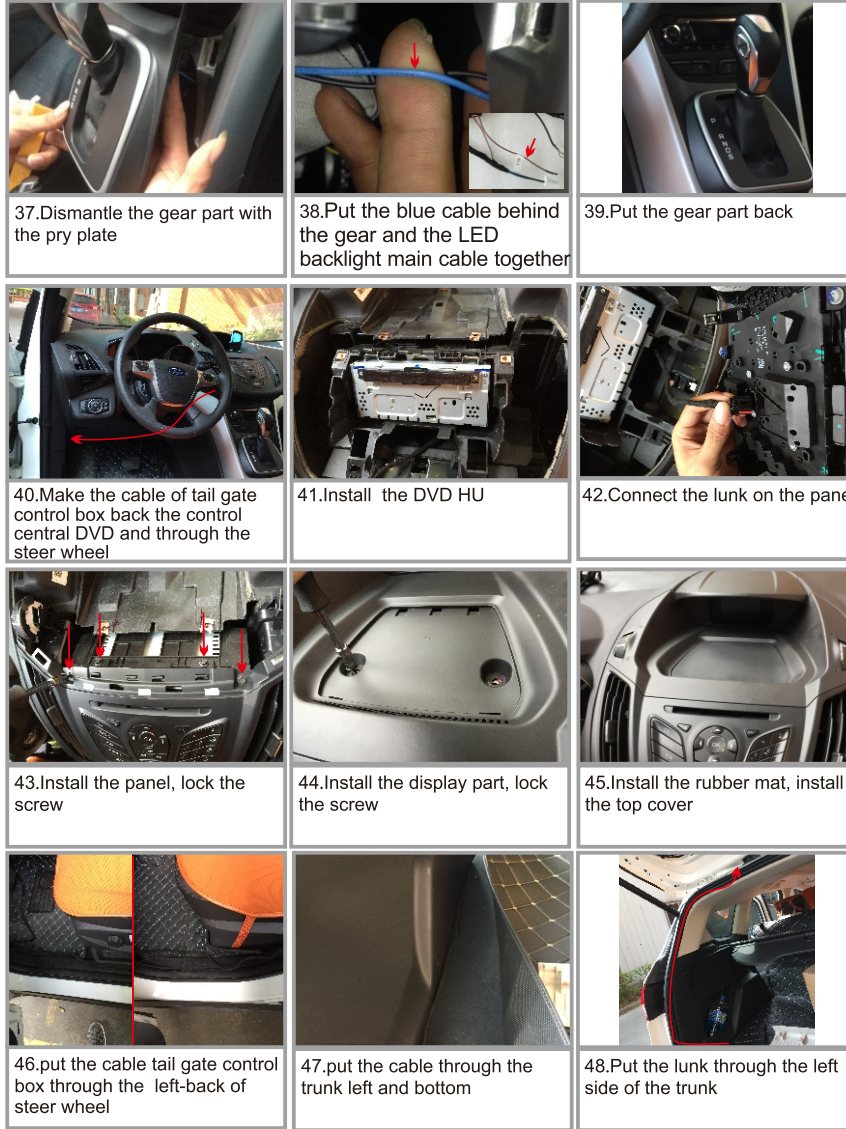 37.Dismantle the gear part with
the pry plate
38.Put the blue cable behind
the gear and the LED
backlight main cable together
P
R
N
D
S
39.Put the gear part back
40.Make the cable of tail gate
control box back the control
central DVD and through the
steer wheel
41.Install  the DVD HU
42.Connect the lunk on the pane
43.Install the panel, lock the
screw
44.Install the display part, lock
the screw
45.Install the rubber mat, install
the top cover
46.put the cable tail gate control
box through the  left-back of
steer wheel
47.put the cable through the
trunk left and bottom
48.Put the lunk through the left
side of the trunk